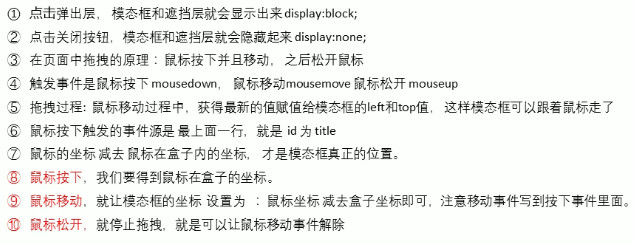 ① 点击弹出层， 模态框和遮挡层就会显示出来 display:block;
② 点击关闭按钮，模态框和遮挡层就会隐藏起来 display:none;
③ 在页面中拖拽的原理： 鼠标按下并且移动， 之后松开鼠标
④ 触发事件是鼠标按下 mousedown， 鼠标移动mousemove 鼠标松开 mouseup
⑤ 拖拽过程: 鼠标移动过程中，获得最新的值赋值给模态框的left和top值， 这样模态框可以跟着鼠标走了
⑥ 鼠标按下触发的事件源是 最上面一行，就是 id 为 title
⑦ 鼠标的坐标 减去 鼠标在盒子内的坐标， 才是模态框真正的位置。
⑧ 鼠标按下，我们要得到鼠标在盒子的坐标。
⑨ 鼠标移动，就让模态框的坐标 设置为 ：鼠标坐标 减去盒子坐标即可，注意移动事件写到按下事件里面。
⑩ 鼠标松开，就停止拖拽，就是可以让鼠标移动事件解除